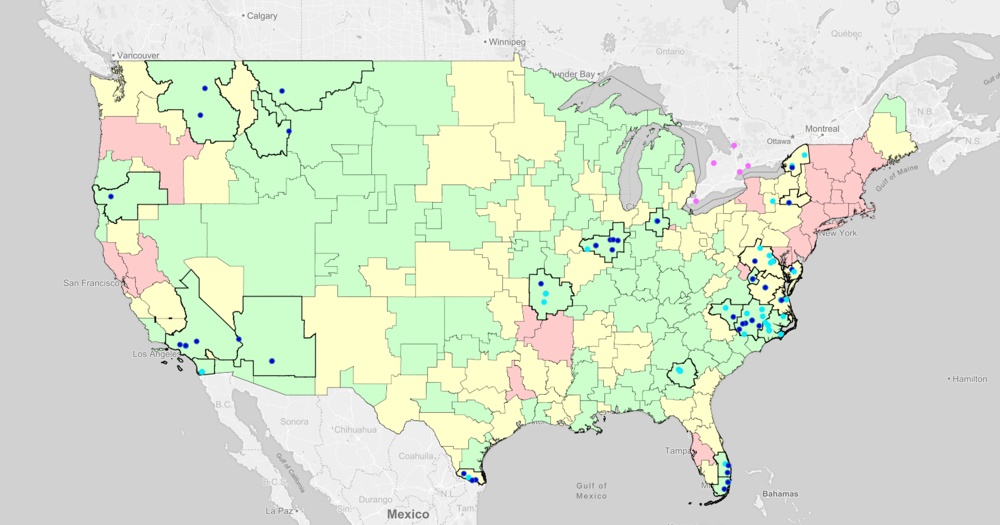 Calgary
Winnipeg
Québec
Vancouver
Ontario
Gulf of
hunder Bay
N.B.
P.E.I.
Montreal
Ottawa
N.S.
Gulf of Maine
Ch
New York
San Francisco
Los Angeles
Hamilton
B.C.
Sonora
Chihuahua
Tampa
Coahuila
Gulf of California
B.C.S.
Gulf of
Mexico
Mi
Bahamas
N.L.
Durango
Sin.
Tam.
La Paz
Mexico